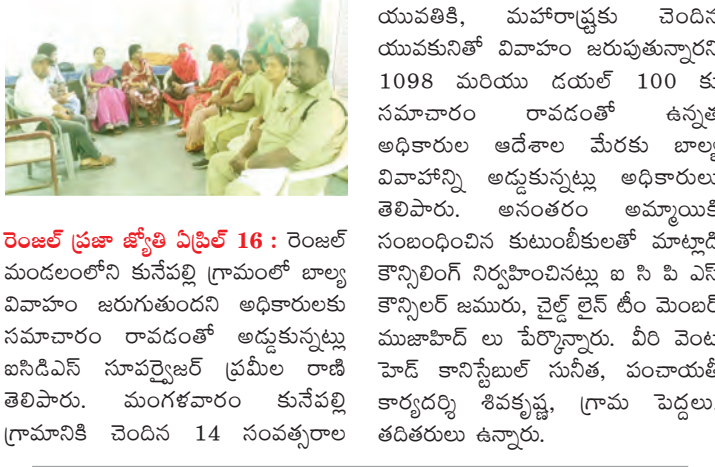 రెంజల్ ప్రజా జ్యోతి ఏప్రిల్ 16 : రెంజల్
మండలంలోని కునేపల్లి గ్రామంలో బాల్య
వివాహం జరుగుతుందని అధికారులకు
సమాచారం రావడంతో అడ్డుకున్నట్లు
ఐసిడిఎస్ సూపర్వైజర్ ప్రమీల రాణి
తెలిపారు. మంగళవారం కునేపల్లి
గ్రామానికి చెందిన 14 సంవత్సరాల
యువతికి, మహారాష్ట్రకు చెందిన
యువకునితో వివాహం జరుపుతున్నారని
1098 మరియు డయల్ 100 కు
సమాచారం రావడంతో ఉన్నత
అధికారుల ఆదేశాల మేరకు బాల్య
వివాహాన్ని అడ్డుకున్నట్లు అధికారులు
తెలిపారు. అనంతరం అమ్మాయికి
సంబంధించిన కుటుంబీకులతో మాట్లాడి
కౌన్సిలింగ్ నిర్వహించినట్లు ఐ సి పి ఎస్
కౌన్సిలర్ జమురు, చైల్డ్ లైన్ టీం మెంబర్
ముజాహిద్ లు పేర్కొన్నారు. వీరి వెంట
హెడ్ కానిస్టేబుల్ సునీత, పంచాయతీ
కార్యదర్శి శివకృష్ణ, గ్రామ పెద్దలు,
తదితరులు ఉన్నారు.